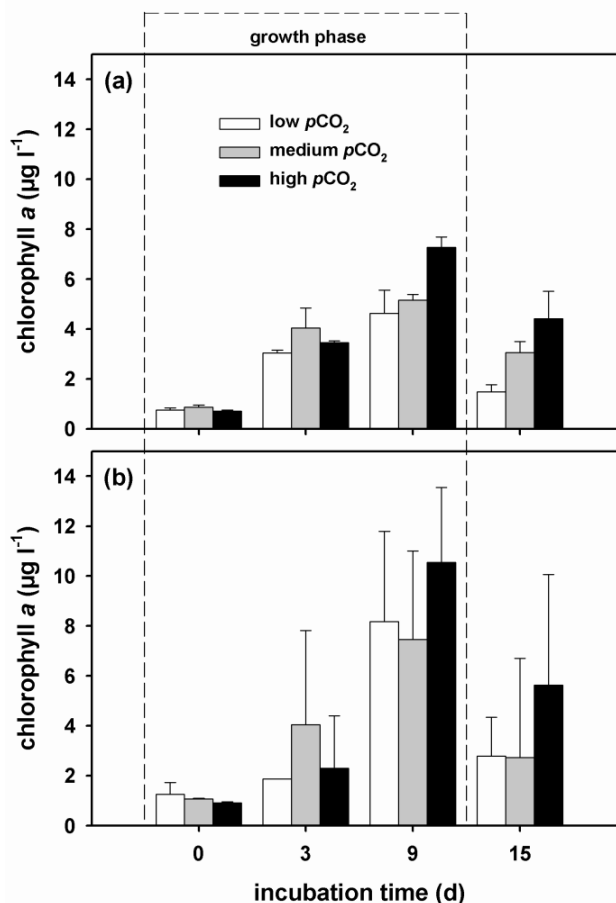 growth phase
(a)
14
12
10
8
6
4
2
0
chlorophyll a (µg l-1)
low pCO2
medium pCO2
high pCO2
(b)
14
12
10
8
6
4
2
0
chlorophyll a (µg l-1)
0 3 9 15
incubation time (d)